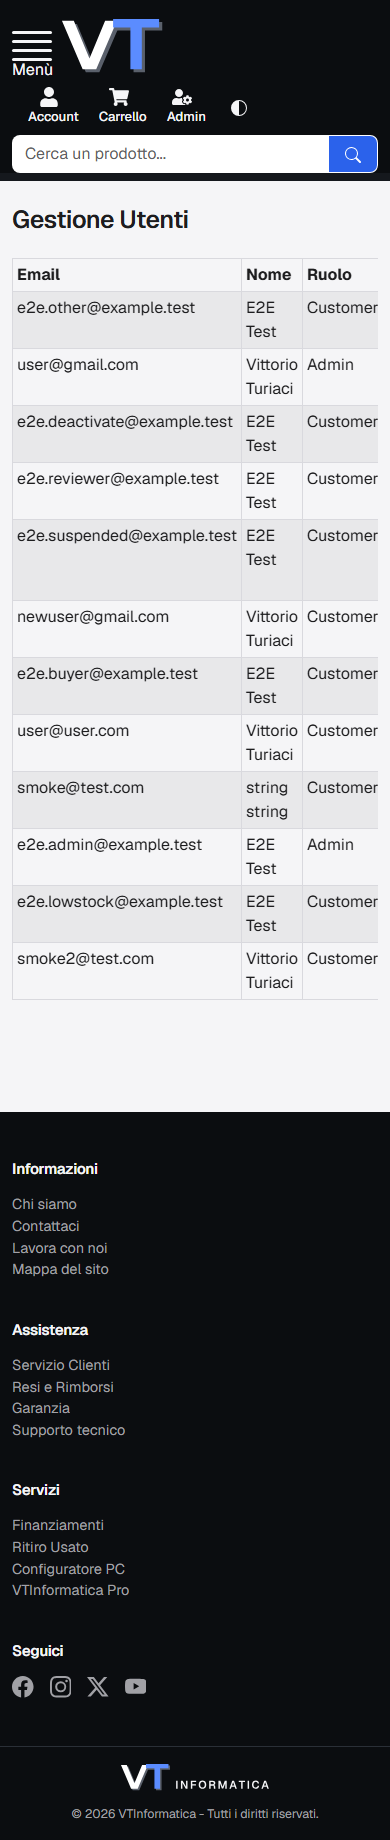 VT
Menù
Account Carrello Admin
Cerca un prodotto...
Gestione Utenti
Email Nome Ruolo
e2e.other@example.test E2E Customer
Test
user@gmail.com Vittorio Admin
Turiaci
e2e.deactivate@example.test E2E Customer
Test
e2e.reviewer@example.test E2E Customer
Test
e2e.suspended@example.test E2E Customer
Test
newuser@gmail.com Vittorio Customer
Turiaci
e2e.buyer@example.test E2E Customer
Test
user@user.com Vittorio Customer
Turiaci
smoke@test.com string Customer
string
e2e.admin@example.test E2E Admin
Test
e2e.lowstock@example.test E2E Customer
Test
smoke2@test.com Vittorio Customer
Turiaci
Informazioni
Chi siamo
Contattaci
Lavora con noi
Mappa del sito
Assistenza
Servizio Clienti
Resi e Rimborsi
Garanzia
Supporto tecnico
Servizi
Finanziamenti
Ritiro Usato
Configuratore PC
VTInformatica Pro
Seguici
VT INFORMATICA
© 2026 VTInformatica - Tutti i diritti riservati.